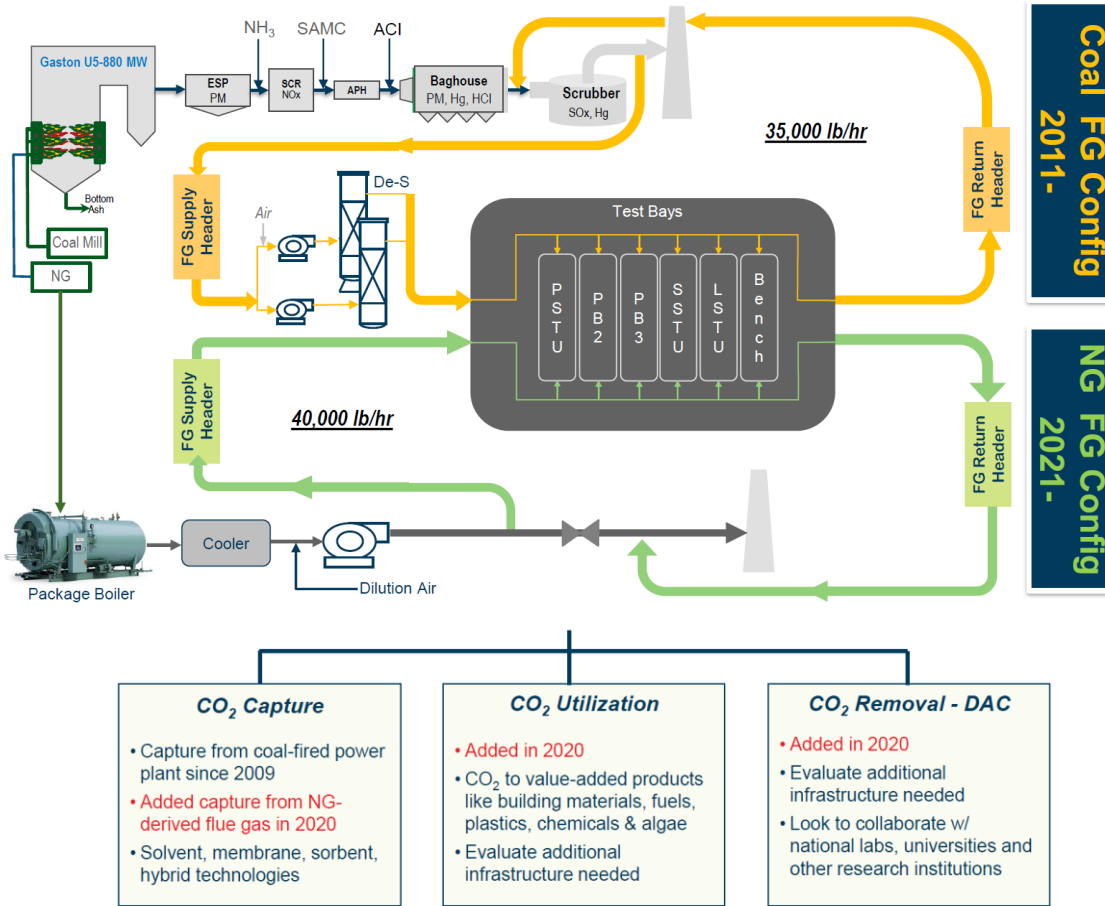 NH3
SAMC
ACI
Gaston U5-880 MW
ESP
PM
SCR
NOx
APH
Baghouse
PM, Hg, HCl
Scrubber
SOx, Hg
35,000 lb/hr
Coal FG Config
2011-
Bottom
Ash
Coal Mill
NG
FG Supply
Header
Air
De-S
Test Bays
PSTU
PB2
PB3
SSTU
LSTU
Bench
FG Return
Header
NG FG Config
2021-
FG Supply
Header
40,000 lb/hr
FG Return
Header
Package Boiler
Cooler
Dilution Air
CO2 Capture
• Capture from coal-fired power
plant since 2009
• Added capture from NG-
derived flue gas in 2020
• Solvent, membrane, sorbent,
hybrid technologies
CO2 Utilization
• Added in 2020
• CO2 to value-added products
like building materials, fuels,
plastics, chemicals & algae
• Evaluate additional
infrastructure needed
CO2 Removal - DAC
• Added in 2020
• Evaluate additional
infrastructure needed
• Look to collaborate w/
national labs, universities and
other research institutions